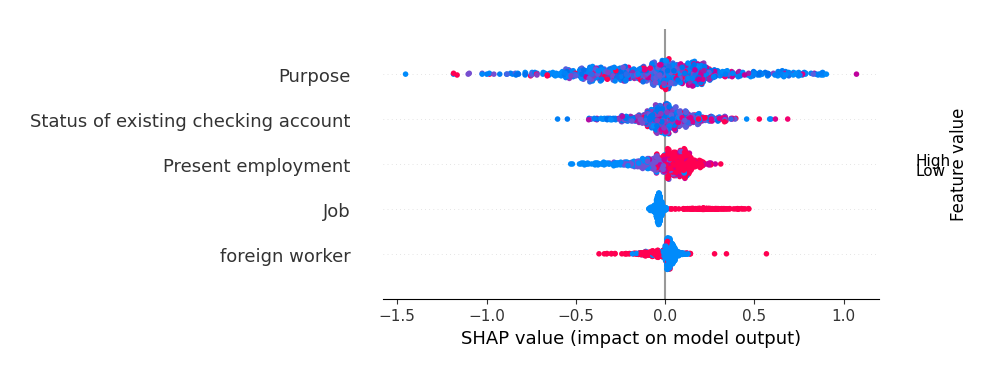 Purpose
Status of existing checking account
Present employment
Job
foreign worker
High
Low
Feature value
−1.5 −1.0 −0.5 0.0 0.5 1.0
SHAP value (impact on model output)